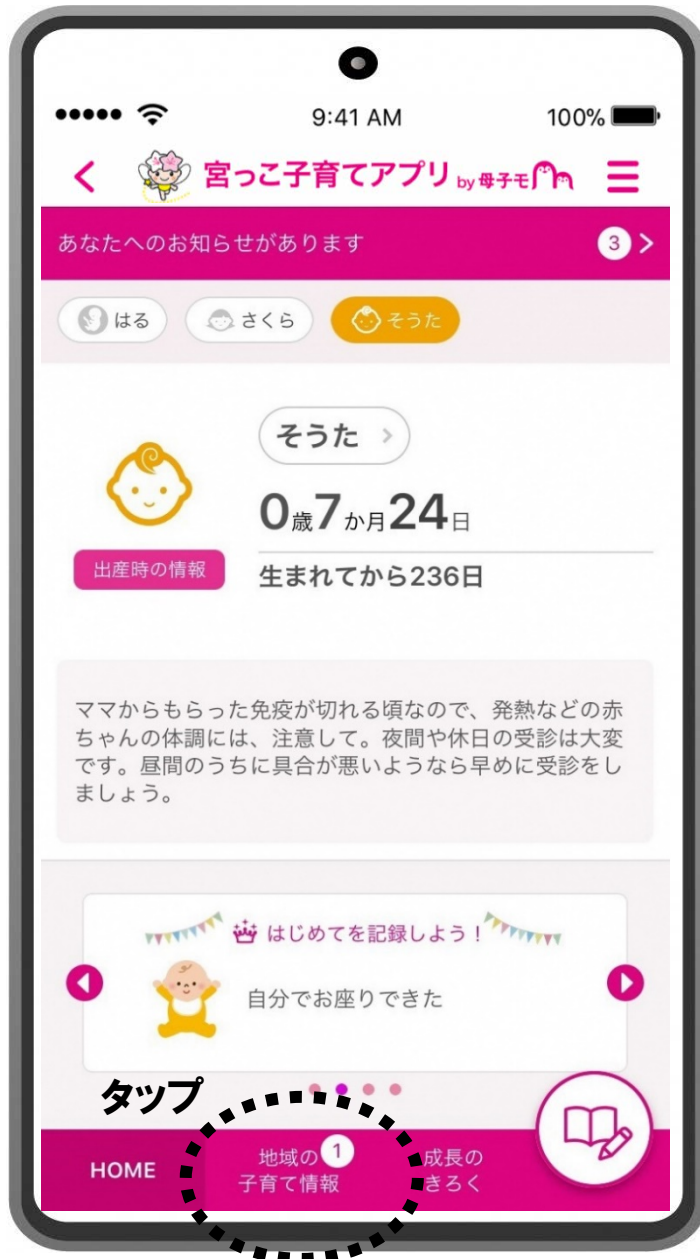 9:41 AM
100%
宮っこ子育てアプリ by 母子モ
あなたへのお知らせがあります
3
はる
さくら
そうた
そうた
0歳7か月24日
出産時の情報
生まれてから236日
ママからもらった免疫が切れる頃なので、発熱などの赤
ちゃんの体調には、注意して。夜間や休日の受診は大変
です。昼間のうちに具合が悪いようなら早めに受診をし
ましょう。
はじめてを記録しよう！
自分でお座りできた
タップ
HOME
地域の
1
子育て情報
成長の
きろく